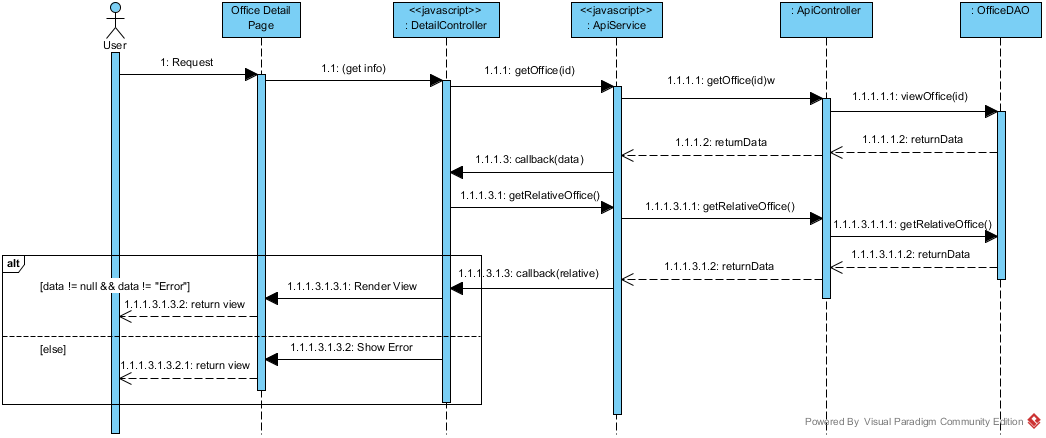 User
Office Detail
Page
<<javascript>>
: DetailController
<<javascript>>
: ApiService
: ApiController
: OfficeDAO
1: Request
1.1: (get info)
1.1.1: getOffice(id)
1.1.1.1: getOffice(id)w
1.1.1.1.1: viewOffice(id)
1.1.1.1.2: returnData
1.1.1.2: returnData
1.1.1.3: callback(data)
1.1.1.3.1: getRelativeOffice()
1.1.1.3.1.1: getRelativeOffice()
1.1.1.3.1.1.1: getRelativeOffice()
1.1.1.3.1.1.2: returnData
1.1.1.3.1.2: returnData
1.1.1.3.1.3: callback(relative)
alt
[data != null && data != "Error"]
1.1.1.3.1.3.1: Render View
1.1.1.3.1.3.2: return view
[else]
1.1.1.3.1.3.2: Show Error
1.1.1.3.1.3.2.1: return view
Powered By Visual Paradigm Community Edition